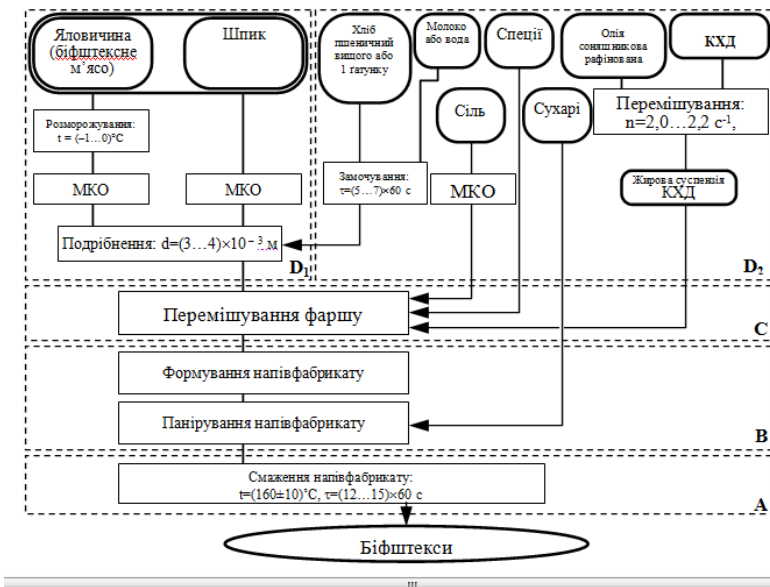 Яловичина
(біфштексне
м’ясо)
Шпик
Хліб
пшеничний
вищого або
1 ґатунку
Молоко
або вода
Спеції
Олія
соняшникова
рафінована
КХД
Сіль
Сухарі
Перемішування:
n=2,0…2,2 с-1,
Розморожування:
t = (–1…0)°С
МКО
МКО
Замочування:
τ=(5…7)×60 с
МКО
Жирова суспензія
КХД
Подрібнення: d=(3…4)×10 – 3 м
D1
D2
Перемішування фаршу
С
Формування напівфабрикату
Панірування напівфабрикату
В
Смаження напівфабрикату:
t=(160±10)°С, τ=(12…15)×60 с
А
Біфштекси